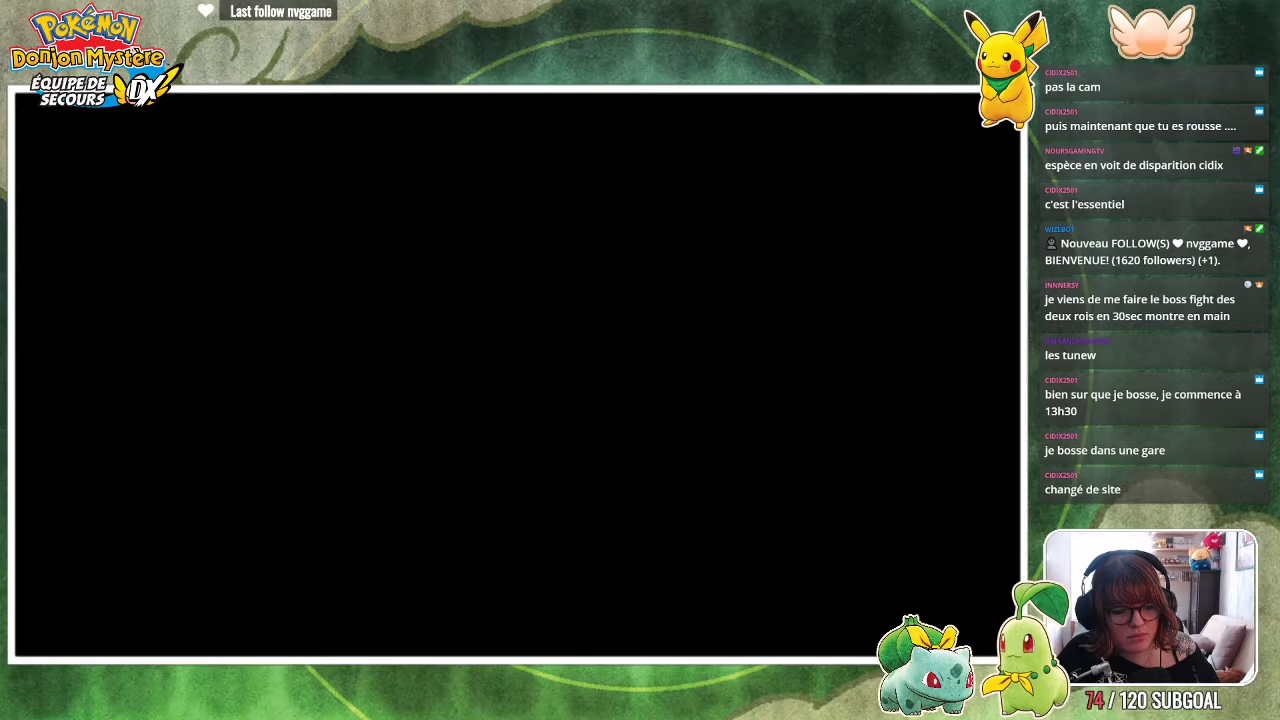 POKéMON
Donjon Mystère
ÉQUIPE DE
SECOURS DX
Last follow nvggame
CIDIX2501
pas la cam
CIDIX2501
puis maintenant que tu es rousse ....
NOURSGAMINGTV
espèce en voit de disparition cidix
CIDIX2501
c'est l'essentiel
WIZEBOT
Nouveau FOLLOW(S) ♥ nvggame ♥,
BIENVENUE! (1620 followers) (+1).
INNNERSY
je viens de me faire le boss fight des
deux rois en 30sec montre en main
les tunew
CIDIX2501
bien sur que je bosse, je commence à
13h30
CIDIX2501
je bosse dans une gare
CIDIX2501
changé de site
74 / 120 SUBGOAL